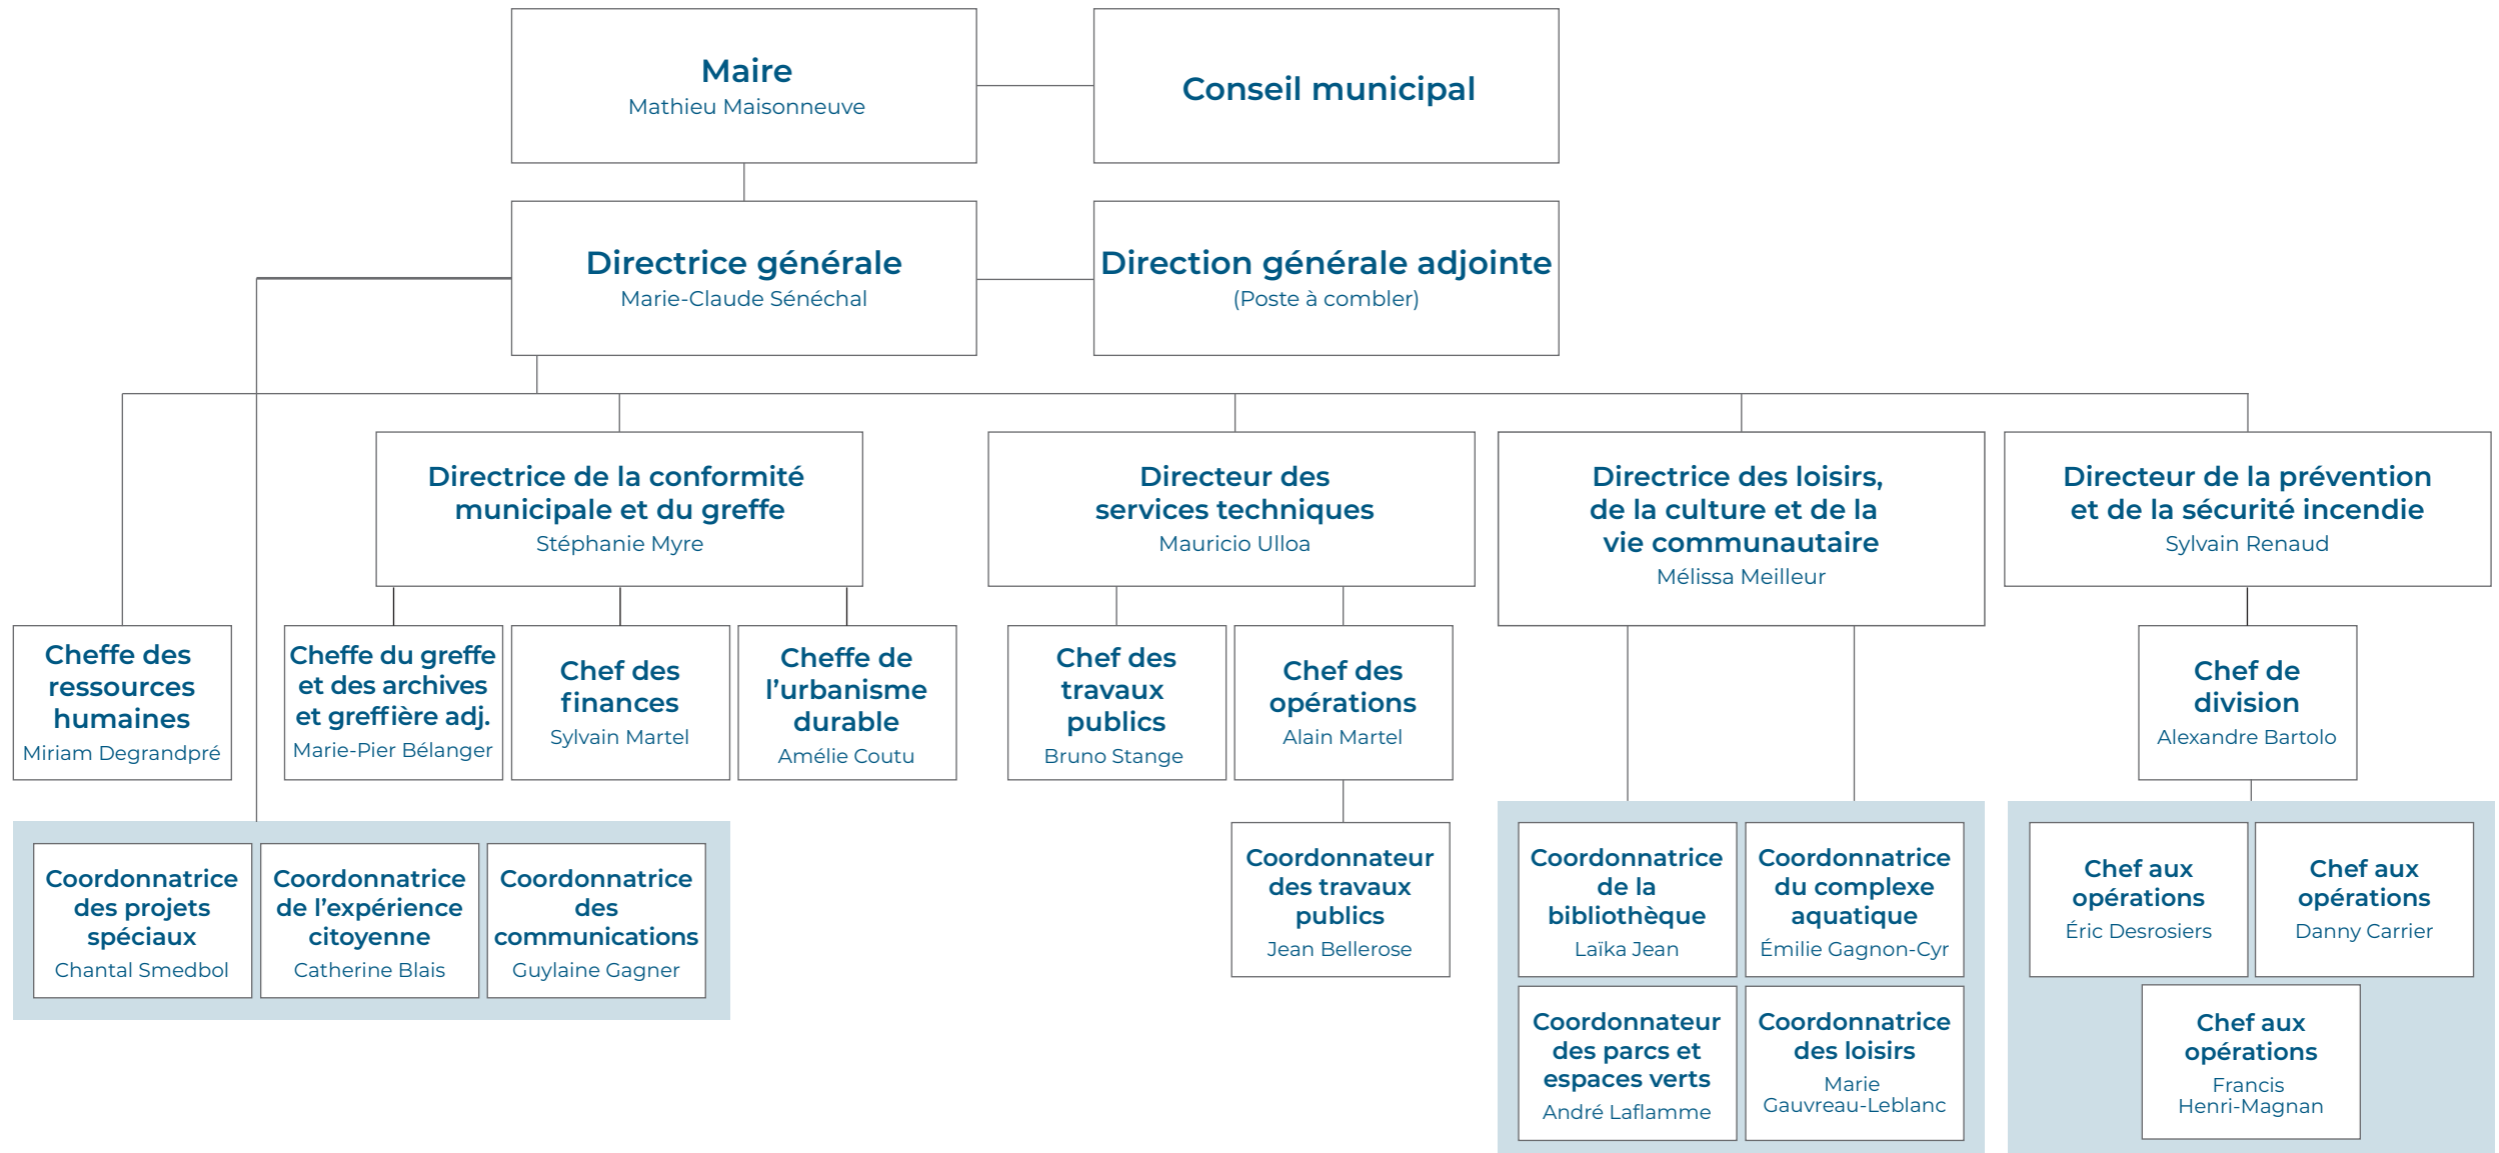 Maire
Mathieu Maisonneuve
Conseil municipal
Directrice générale
Marie-Claude Sénéchal
Direction générale adjointe
(Poste à combler)
Directrice de la conformité
municipale et du greffe
Stéphanie Myre
Directeur des
services techniques
Mauricio Ulloa
Directrice des loisirs,
de la culture et de la
vie communautaire
Mélissa Meilleur
Directeur de la prévention
et de la sécurité incendie
Sylvain Renaud
Cheffe des
ressources
humaines
Miriam Degrandpré
Cheffe du greffe
et des archives
et greffière adj.
Marie-Pier Bélanger
Chef des
finances
Sylvain Martel
Cheffe de
l’urbanisme
durable
Amélie Coutu
Chef des
travaux
publics
Bruno Stange
Chef des
opérations
Alain Martel
Chef de
division
Alexandre Bartolo
Coordonnatrice
des projets
spéciaux
Chantal Smedbol
Coordonnatrice
de l’expérience
citoyenne
Catherine Blais
Coordonnatrice
des
communications
Guylaine Gagner
Coordonnateur
des travaux
publics
Jean Bellerose
Coordonnatrice
de la
bibliothèque
Laïka Jean
Coordonnatrice
du complexe
aquatique
Émilie Gagnon-Cyr
Coordonnateur
des parcs et
espaces verts
André Laflamme
Coordonnatrice
des loisirs
Marie
Gauvreau-Leblanc
Chef aux
opérations
Éric Desrosiers
Chef aux
opérations
Danny Carrier
Chef aux
opérations
Francis
Henri-Magnan